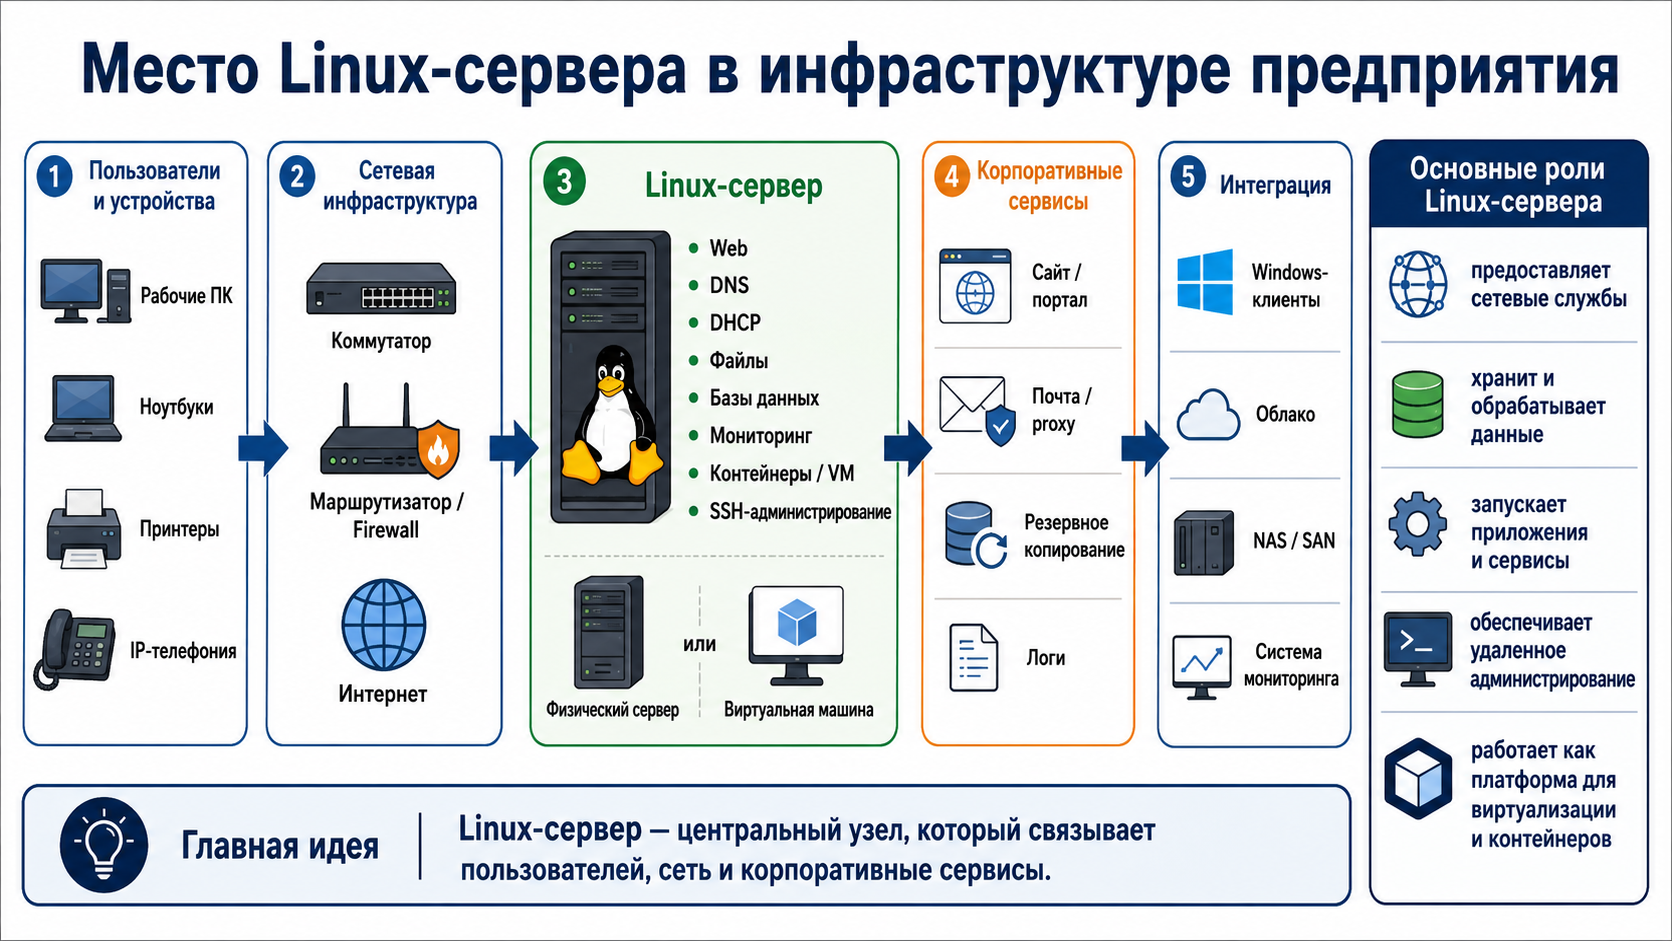 Место Linux-сервера в инфраструктуре предприятия
1
Пользователи
и устройства
Рабочие ПК
Ноутбуки
Принтеры
IP-телефония
2
Сетевая
инфраструктура
Коммутатор
Маршрутизатор /
Firewall
Интернет
3
Linux-сервер
Web
DNS
DHCP
Файлы
Базы данных
Мониторинг
Контейнеры / VM
SSH-администрирование
Физический сервер
или
Виртуальная машина
4
Корпоративные
сервисы
Сайт /
портал
Почта /
proxy
Резервное
копирование
Логи
5
Интеграция
Windows-
клиенты
Облако
NAS / SAN
Система
мониторинга
Основные роли
Linux-сервера
предоставляет
сетевые службы
хранит и
обрабатывает
данные
запускает
приложения
и сервисы
обеспечивает
удаленное
администрирование
работает как
платформа для
виртуализации
и контейнеров
Главная идея
Linux-сервер — центральный узел, который связывает
пользователей, сеть и корпоративные сервисы.